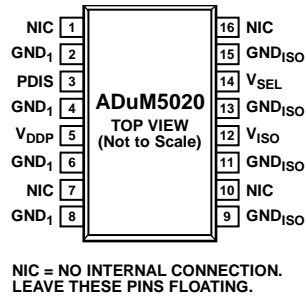 NIC 1
GND1 2
PDIS 3
GND1 4
VDDP 5
GND1 6
NIC 7
GND1 8
ADuM5020
TOP VIEW
(Not to Scale)
16 NIC
15 GNDISO
14 VSEL
13 GNDISO
12 VISO
11 GNDISO
10 NIC
9 GNDISO
NIC = NO INTERNAL CONNECTION.
LEAVE THESE PINS FLOATING.